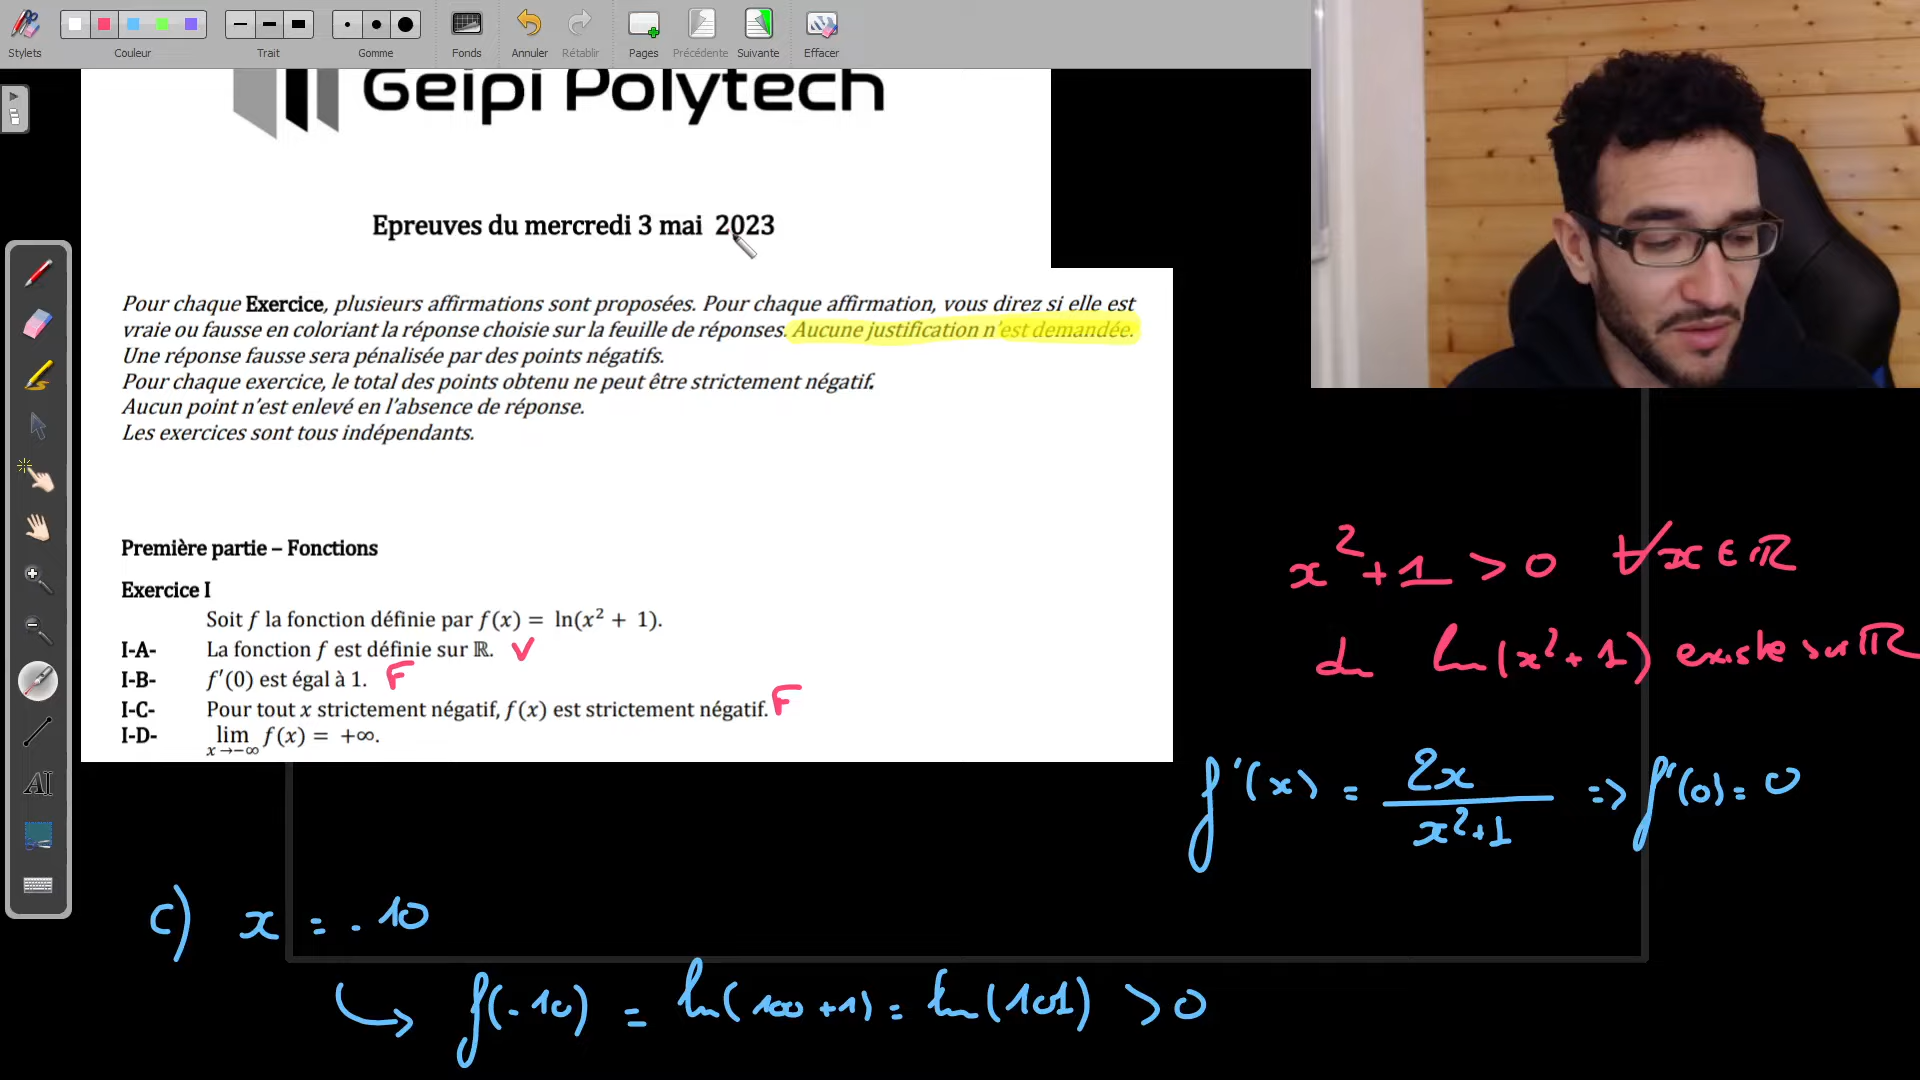 Stylets
Couleur
Trait
Gomme
Fonds
Annuler
Rétablir
Pages
Précédente
Suivante
Effacer
Geipi Polytech
Epreuves du mercredi 3 mai 2023
Pour chaque Exercice, plusieurs affirmations sont proposées. Pour chaque affirmation, vous direz si elle est
vraie ou fausse en coloriant la réponse choisie sur la feuille de réponses. Aucune justification n'est demandée.
Une réponse fausse sera pénalisée par des points négatifs.
Pour chaque exercice, le total des points obtenu ne peut être strictement négatif.
Aucun point n'est enlevé en l'absence de réponse.
Les exercices sont tous indépendants.
Première partie – Fonctions
Exercice I
Soit f la fonction définie par f(x) = ln(x² + 1).
I-A- La fonction f est définie sur ℝ. V
I-B- f′(0) est égal à 1. F
I-C- Pour tout x strictement négatif, f(x) est strictement négatif. F
I-D- lim x→−∞ f(x) = +∞.
x² + 1 > 0 ∀x ∈ ℝ
ln(x² + 1) existe sur ℝ
f'(x) = 2x / x²+1 => f'(0) = 0
c) x = -10
↳ f(-10) = ln(100 + 1) = ln(101) > 0
AI